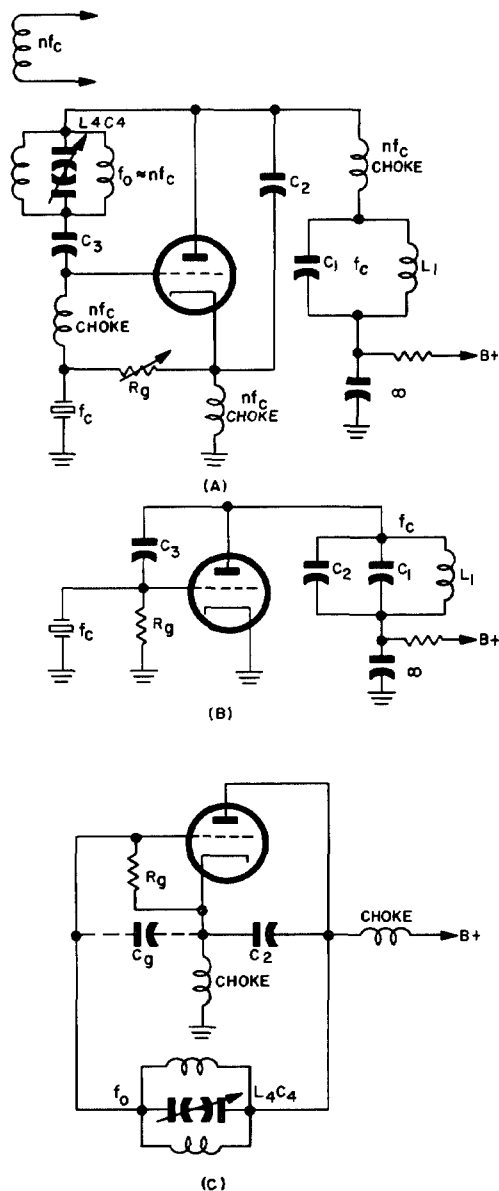 nfc
L4C4
fo≈nfc
nfc
CHOKE
C2
C3
C1
fc
L1
nfc
CHOKE
B+
Rg
∞
fc
nfc
CHOKE
(A)
fc
C3
C2
C1
L1
fc
Rg
B+
∞
(B)
Rg
CHOKE
B+
Cg
C2
CHOKE
fo
L4C4
(C)